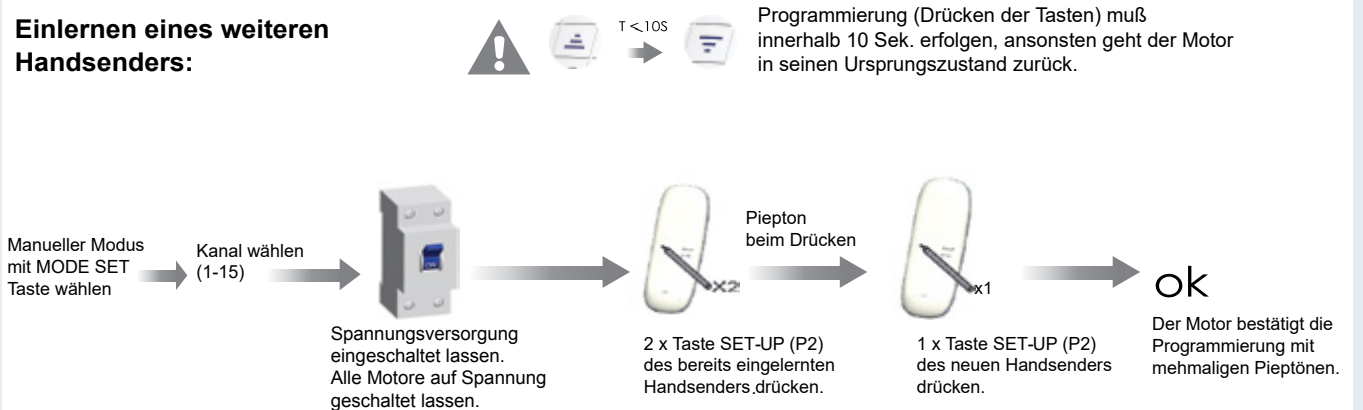 Einlernen eines weiteren
Handsenders:
T<10S
Programmierung (Drücken der Tasten) muß
innerhalb 10 Sek. erfolgen, ansonsten geht der Motor
in seinen Ursprungszustand zurück.
Manueller Modus
mit MODE SET
Taste wählen
Kanal wählen
(1-15)
Spannungsversorgung
eingeschaltet lassen.
Alle Motore auf Spannung
geschaltet lassen.
X2
2 x Taste SET-UP (P2)
des bereits eingelernten
Handsenders.drücken.
Piepton
beim Drücken
x1
1 x Taste SET-UP (P2)
des neuen Handsenders
drücken.
ok
Der Motor bestätigt die
Programmierung mit
mehmaligen Pieptönen.